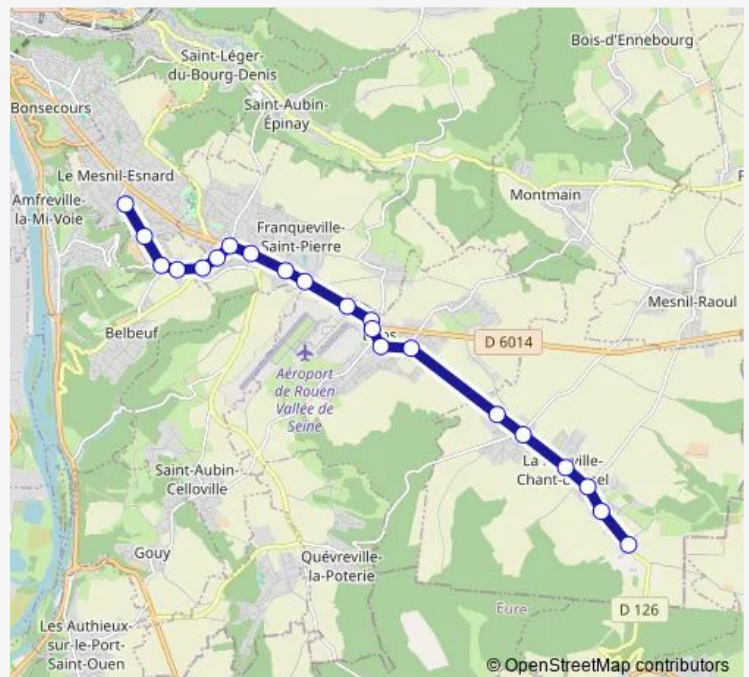 Saint-Léger-
du-Bourg-Denis
Bois-d'Ennebourg
Bonsecours
Saint-Aubin-
Épinay
Le Mesnil-Esnard
Amfreville-
la-Mi-Voie
Montmain
Franqueville-
Saint-Pierre
Mesnil-Raoul
Belbeuf
D 6014
Aéroport
de Rouen
Vallée de
Seine
Saint-Aubin-
Celloville
Gouy
Quévreville-
la-Poterie
Eure
D 126
Les Authieux-
sur-le-Port-
Saint-Ouen
© OpenStreetMap contributors